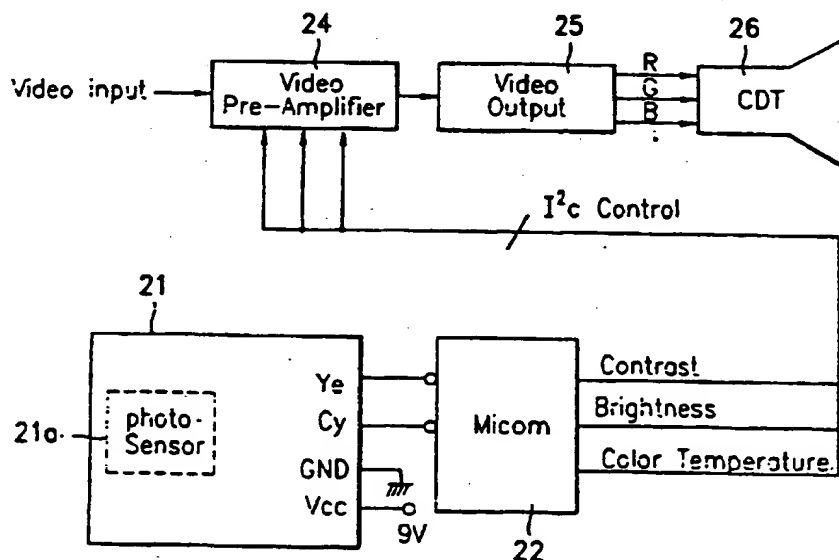 24
25
26
Video input
Video
Pre-Amplifier
Video
Output
R
G
B
CDT
I²c Control
21
21a
photo-
Sensor
Ye
Cy
GND
Vcc
9V
Micom
22
Contrast
Brightness
Color Temperature